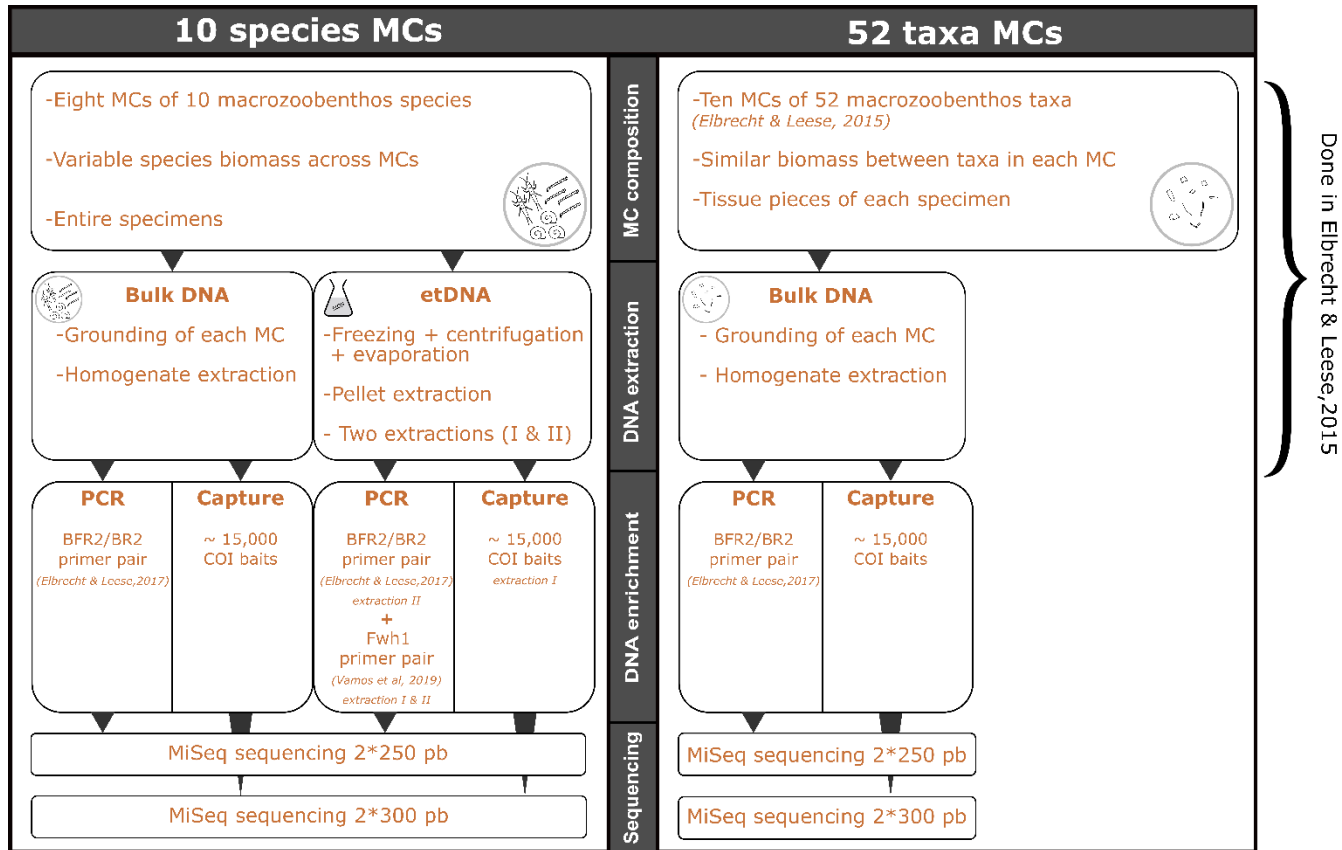 10 species MCs
52 taxa MCs
MC composition
-Eight MCs of 10 macrozoobenthos species
-Variable species biomass across MCs
-Entire specimens
-Ten MCs of 52 macrozoobenthos taxa
(Elbrecht & Leese, 2015)
-Similar biomass between taxa in each MC
-Tissue pieces of each specimen
Done in Elbrecht & Leese,2015
DNA extraction
Bulk DNA
-Grounding of each MC
-Homogenate extraction
etDNA
-Freezing + centrifugation
+ evaporation
-Pellet extraction
- Two extractions (I & II)
Bulk DNA
- Grounding of each MC
- Homogenate extraction
DNA enrichment
PCR
BFR2/BR2
primer pair
(Elbrecht & Leese,2017)
Capture
~ 15,000
COI baits
PCR
BFR2/BR2
primer pair
(Elbrecht & Leese,2017)
extraction II
+
Fwh1
primer pair
(Vamos et al, 2019)
extraction I & II
Capture
~ 15,000
COI baits
extraction I
PCR
BFR2/BR2
primer pair
(Elbrecht & Leese,2017)
Capture
~ 15,000
COI baits
Sequencing
MiSeq sequencing 2*250 pb
MiSeq sequencing 2*300 pb
MiSeq sequencing 2*250 pb
MiSeq sequencing 2*300 pb